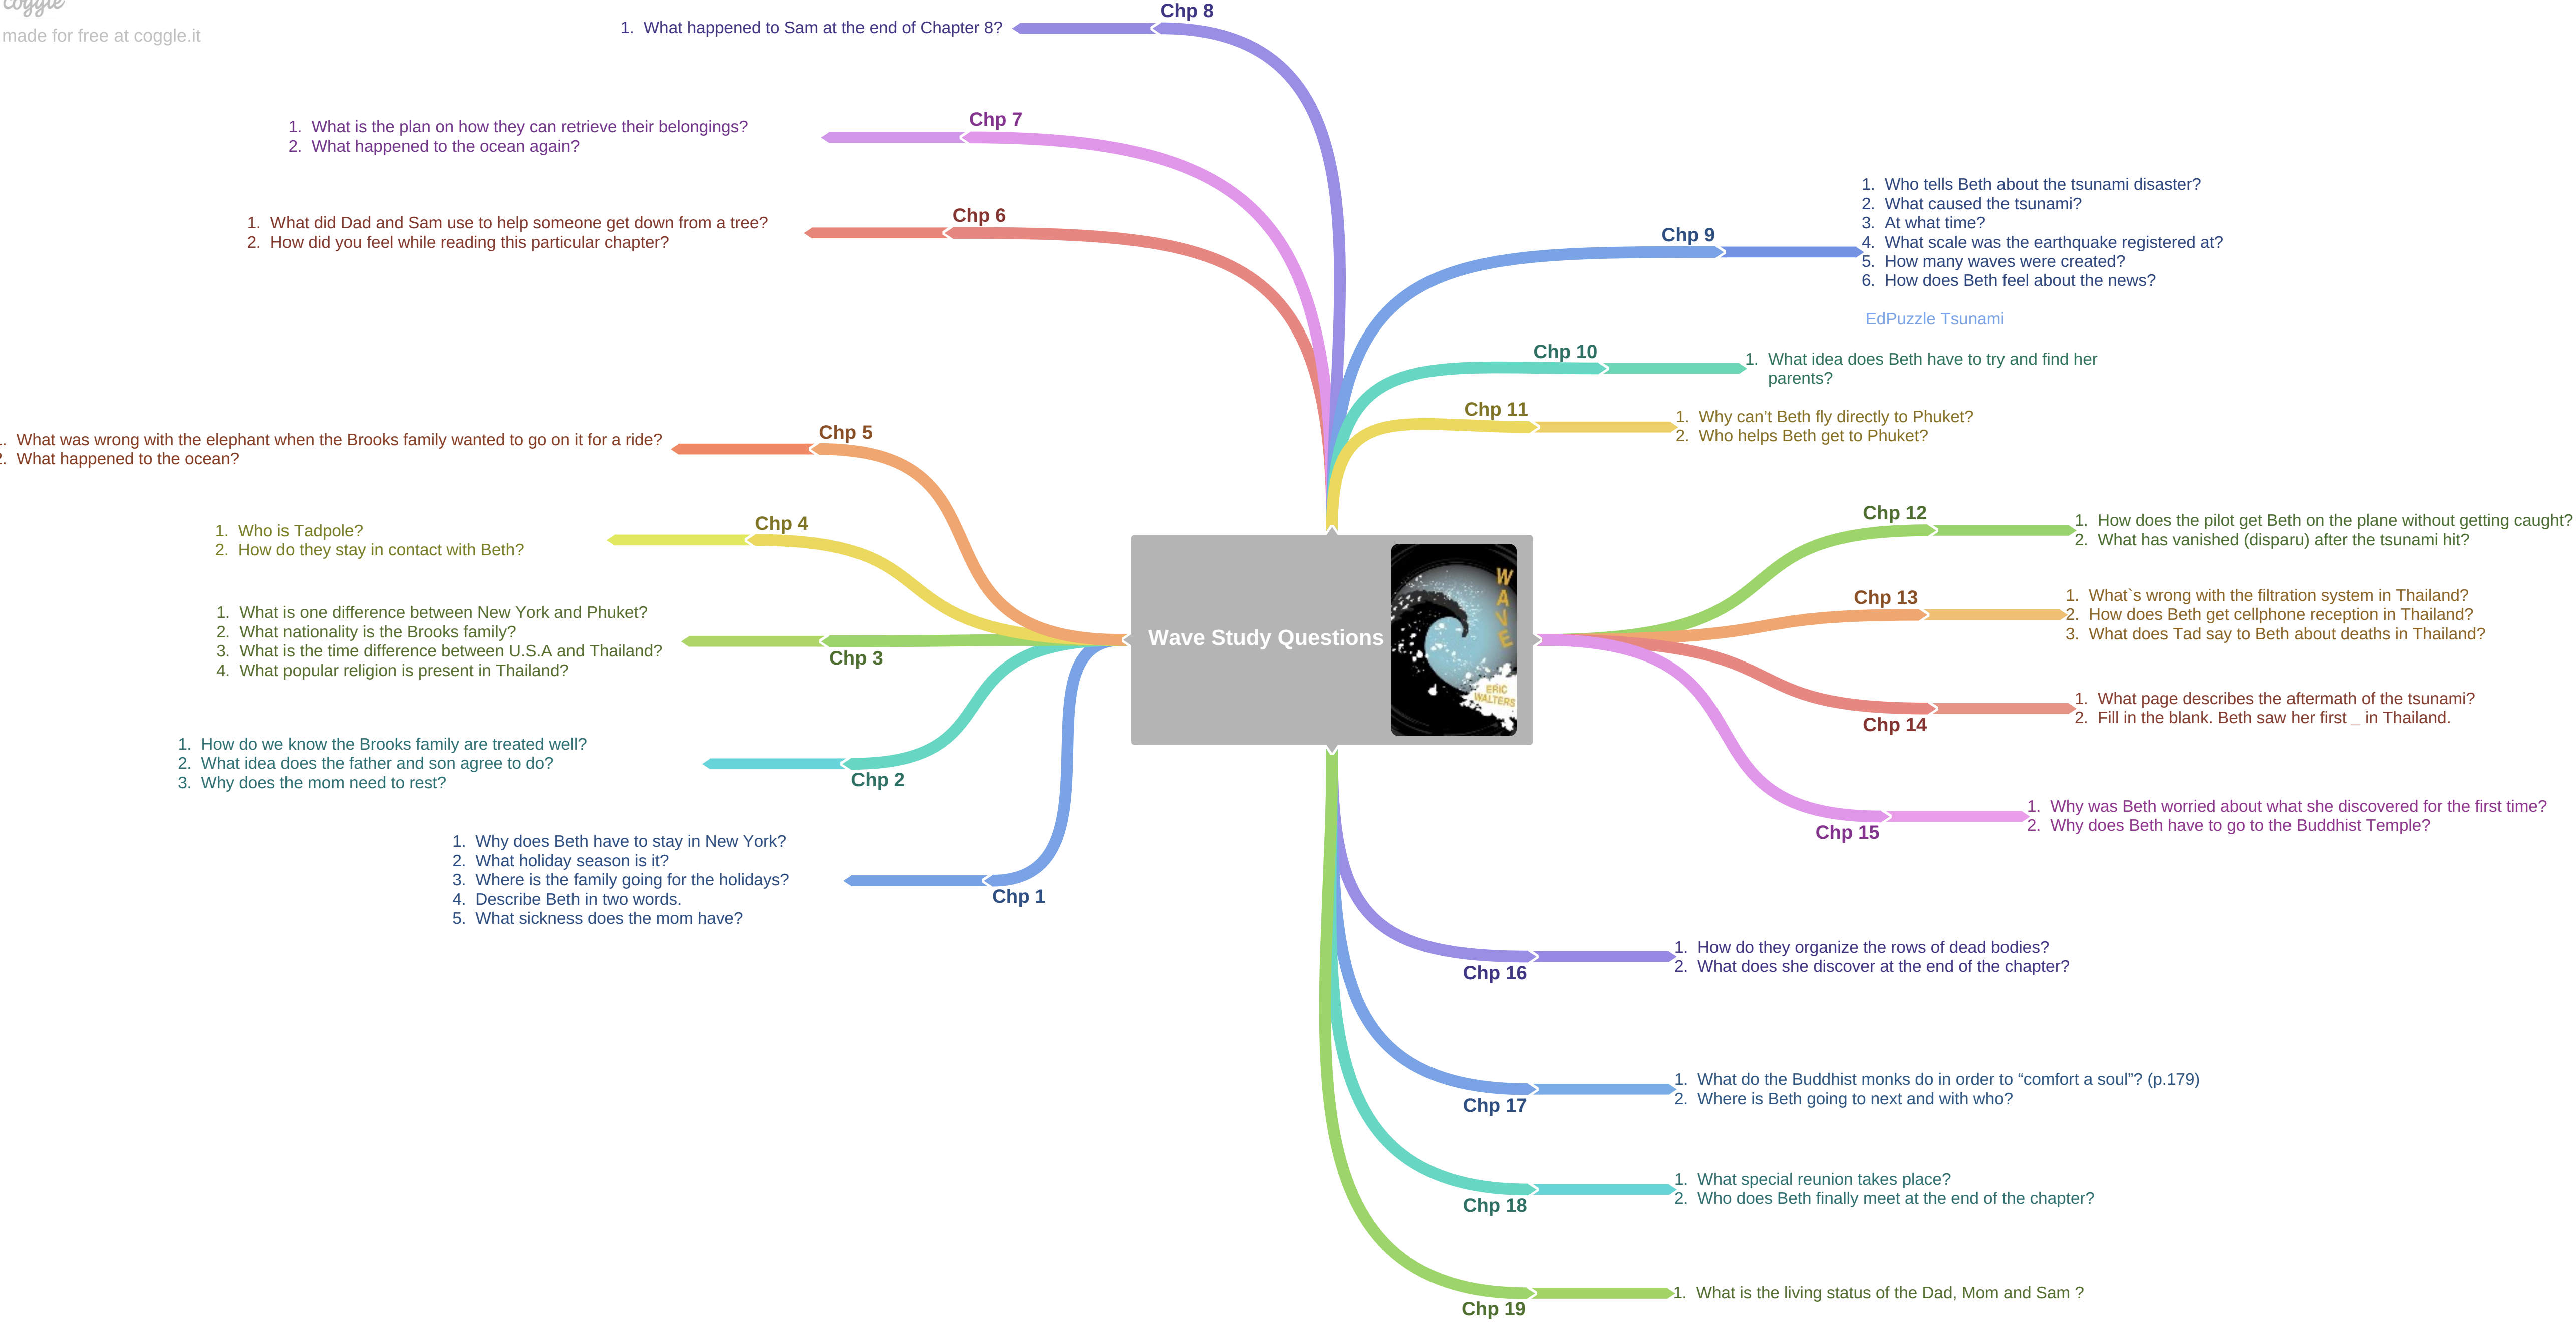 coggle
made for free at coggle.it
Wave Study Questions
WAVE
ERIC
WALTERS
Chp 1
1. Why does Beth have to stay in New York?
2. What holiday season is it?
3. Where is the family going for the holidays?
4. Describe Beth in two words.
5. What sickness does the mom have?
Chp 2
1. How do we know the Brooks family are treated well?
2. What idea does the father and son agree to do?
3. Why does the mom need to rest?
Chp 3
1. What is one difference between New York and Phuket?
2. What nationality is the Brooks family?
3. What is the time difference between U.S.A and Thailand?
4. What popular religion is present in Thailand?
Chp 4
1. Who is Tadpole?
2. How do they stay in contact with Beth?
Chp 5
1. What was wrong with the elephant when the Brooks family wanted to go on it for a ride?
2. What happened to the ocean?
Chp 6
1. What did Dad and Sam use to help someone get down from a tree?
2. How did you feel while reading this particular chapter?
Chp 7
1. What is the plan on how they can retrieve their belongings?
2. What happened to the ocean again?
Chp 8
1. What happened to Sam at the end of Chapter 8?
Chp 9
1. Who tells Beth about the tsunami disaster?
2. What caused the tsunami?
3. At what time?
4. What scale was the earthquake registered at?
5. How many waves were created?
6. How does Beth feel about the news?
EdPuzzle Tsunami
Chp 10
1. What idea does Beth have to try and find her
parents?
Chp 11
1. Why can’t Beth fly directly to Phuket?
2. Who helps Beth get to Phuket?
Chp 12
1. How does the pilot get Beth on the plane without getting caught?
2. What has vanished (disparu) after the tsunami hit?
Chp 13
1. What`s wrong with the filtration system in Thailand?
2. How does Beth get cellphone reception in Thailand?
3. What does Tad say to Beth about deaths in Thailand?
Chp 14
1. What page describes the aftermath of the tsunami?
2. Fill in the blank. Beth saw her first _ in Thailand.
Chp 15
1. Why was Beth worried about what she discovered for the first time?
2. Why does Beth have to go to the Buddhist Temple?
Chp 16
1. How do they organize the rows of dead bodies?
2. What does she discover at the end of the chapter?
Chp 17
1. What do the Buddhist monks do in order to “comfort a soul”? (p.179)
2. Where is Beth going to next and with who?
Chp 18
1. What special reunion takes place?
2. Who does Beth finally meet at the end of the chapter?
Chp 19
1. What is the living status of the Dad, Mom and Sam ?